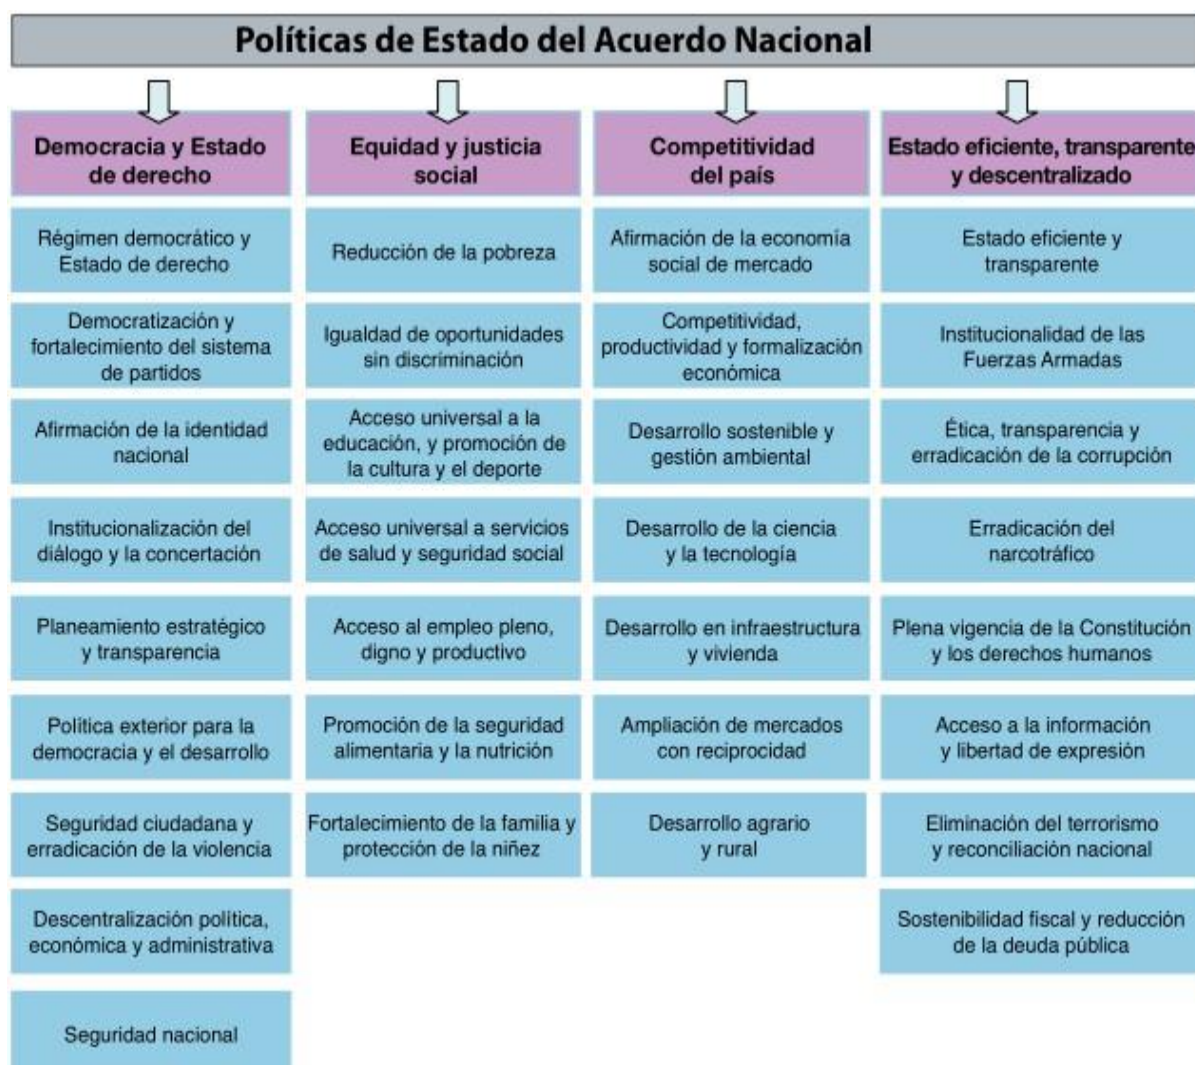 Políticas de Estado del Acuerdo Nacional
Democracia y Estado
de derecho
Régimen democrático y
Estado de derecho
Democratización y
fortalecimiento del sistema
de partidos
Afirmación de la identidad
nacional
Institucionalización del
diálogo y la concertación
Planeamiento estratégico
y transparencia
Política exterior para la
democracia y el desarrollo
Seguridad ciudadana y
erradicación de la violencia
Descentralización política,
económica y administrativa
Seguridad nacional
Equidad y justicia
social
Reducción de la pobreza
Igualdad de oportunidades
sin discriminación
Acceso universal a la
educación, y promoción de
la cultura y el deporte
Acceso universal a servicios
de salud y seguridad social
Acceso al empleo pleno,
digno y productivo
Promoción de la seguridad
alimentaria y la nutrición
Fortalecimiento de la familia y
protección de la niñez
Competitividad
del país
Afirmación de la economía
social de mercado
Competitividad,
productividad y formalización
económica
Desarrollo sostenible y
gestión ambiental
Desarrollo de la ciencia
y la tecnología
Desarrollo en infraestructura
y vivienda
Ampliación de mercados
con reciprocidad
Desarrollo agrario
y rural
Estado eficiente, transparente
y descentralizado
Estado eficiente y
transparente
Institucionalidad de las
Fuerzas Armadas
Ética, transparencia y
erradicación de la corrupción
Erradicación del
narcotráfico
Plena vigencia de la Constitución
y los derechos humanos
Acceso a la información
y libertad de expresión
Eliminación del terrorismo
y reconciliación nacional
Sostenibilidad fiscal y reducción
de la deuda pública